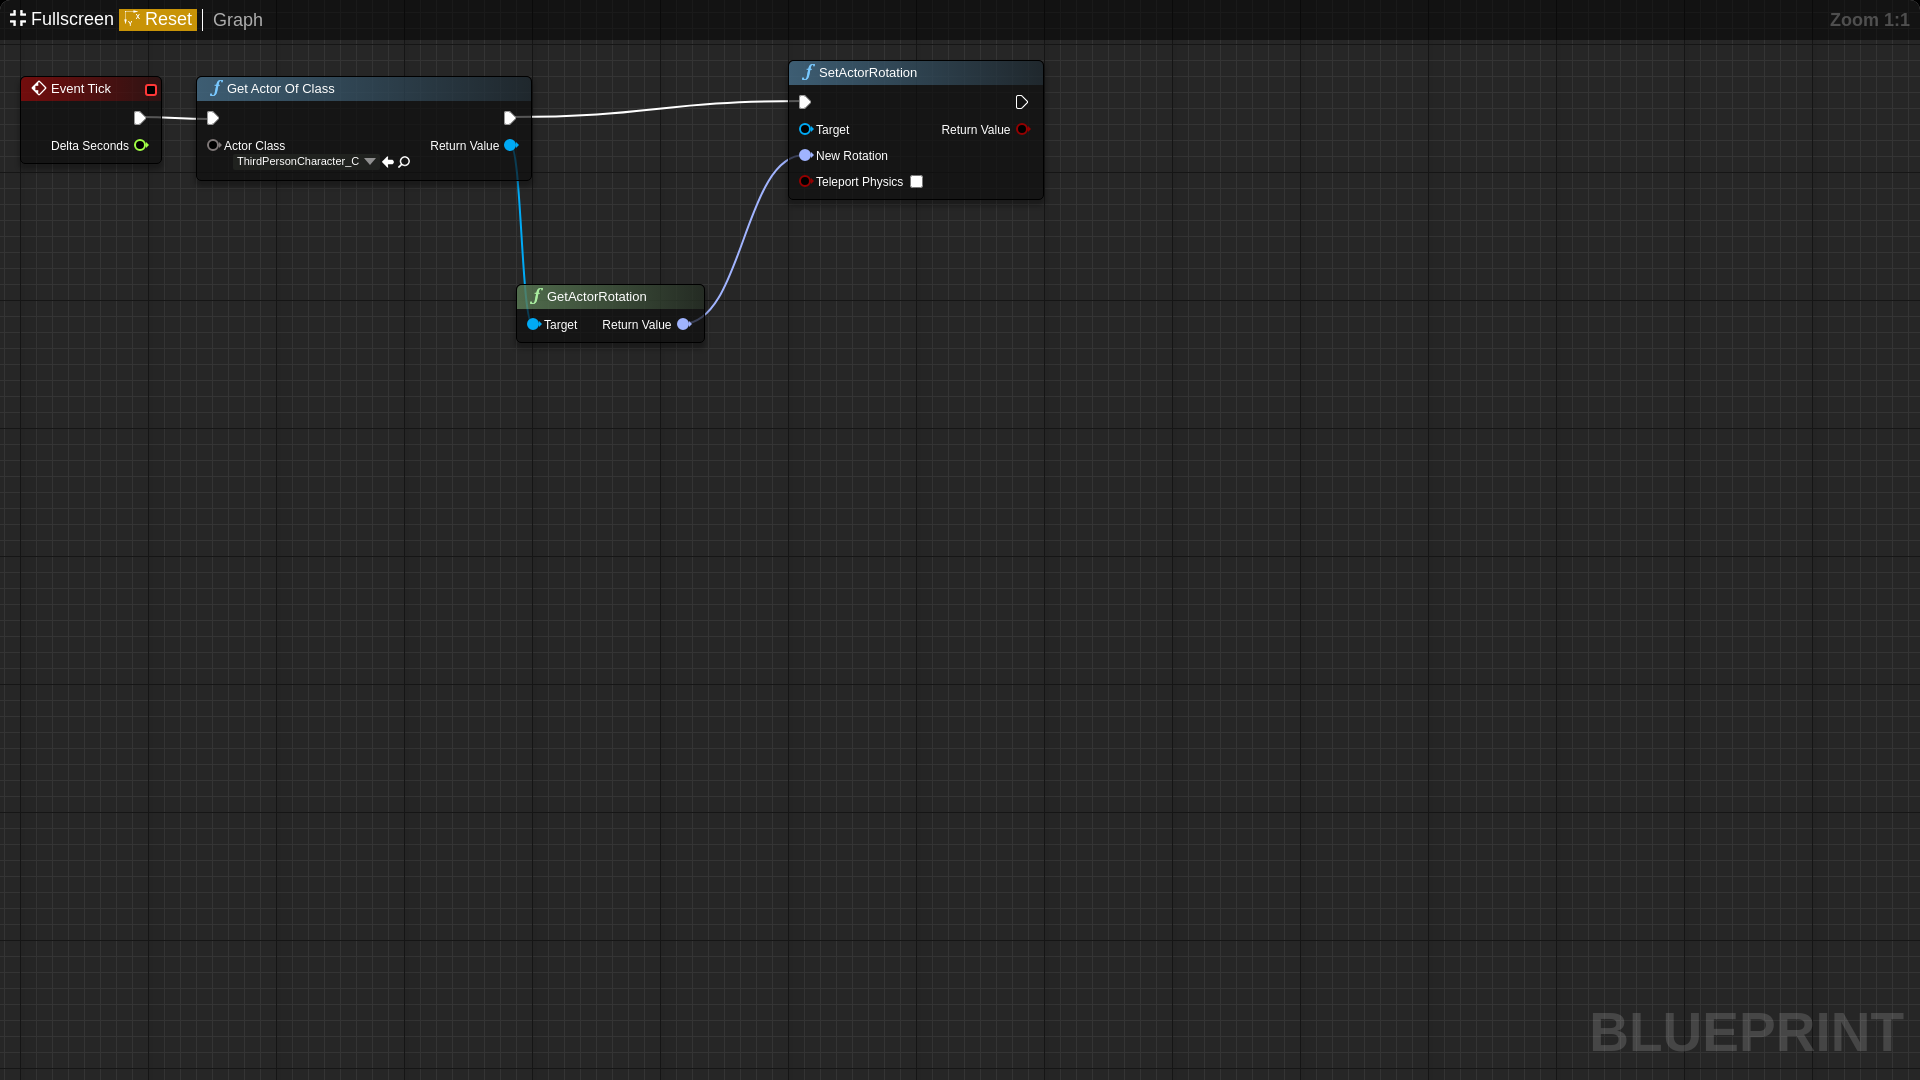 Fullscreen Reset Graph Zoom 1:1
Event Tick
Delta Seconds
Get Actor Of Class
Actor Class Return Value
ThirdPersonCharacter_C
SetActorRotation
Target Return Value
New Rotation
Teleport Physics
GetActorRotation
Target Return Value
BLUEPRINT